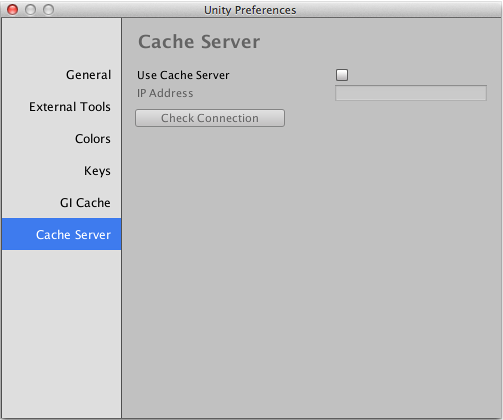 Unity Preferences
General
External Tools
Colors
Keys
GI Cache
Cache Server
Cache Server
Use Cache Server
IP Address
Check Connection